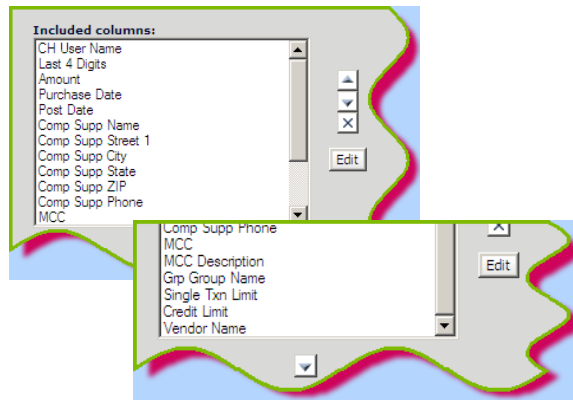 Included columns:
CH User Name
Last 4 Digits
Amount
Purchase Date
Post Date
Comp Supp Name
Comp Supp Street 1
Comp Supp City
Comp Supp State
Comp Supp ZIP
Comp Supp Phone
MCC
Edit
Comp Supp Phone
MCC
MCC Description
Grp Group Name
Single Txn Limit
Credit Limit
Vendor Name
Edit